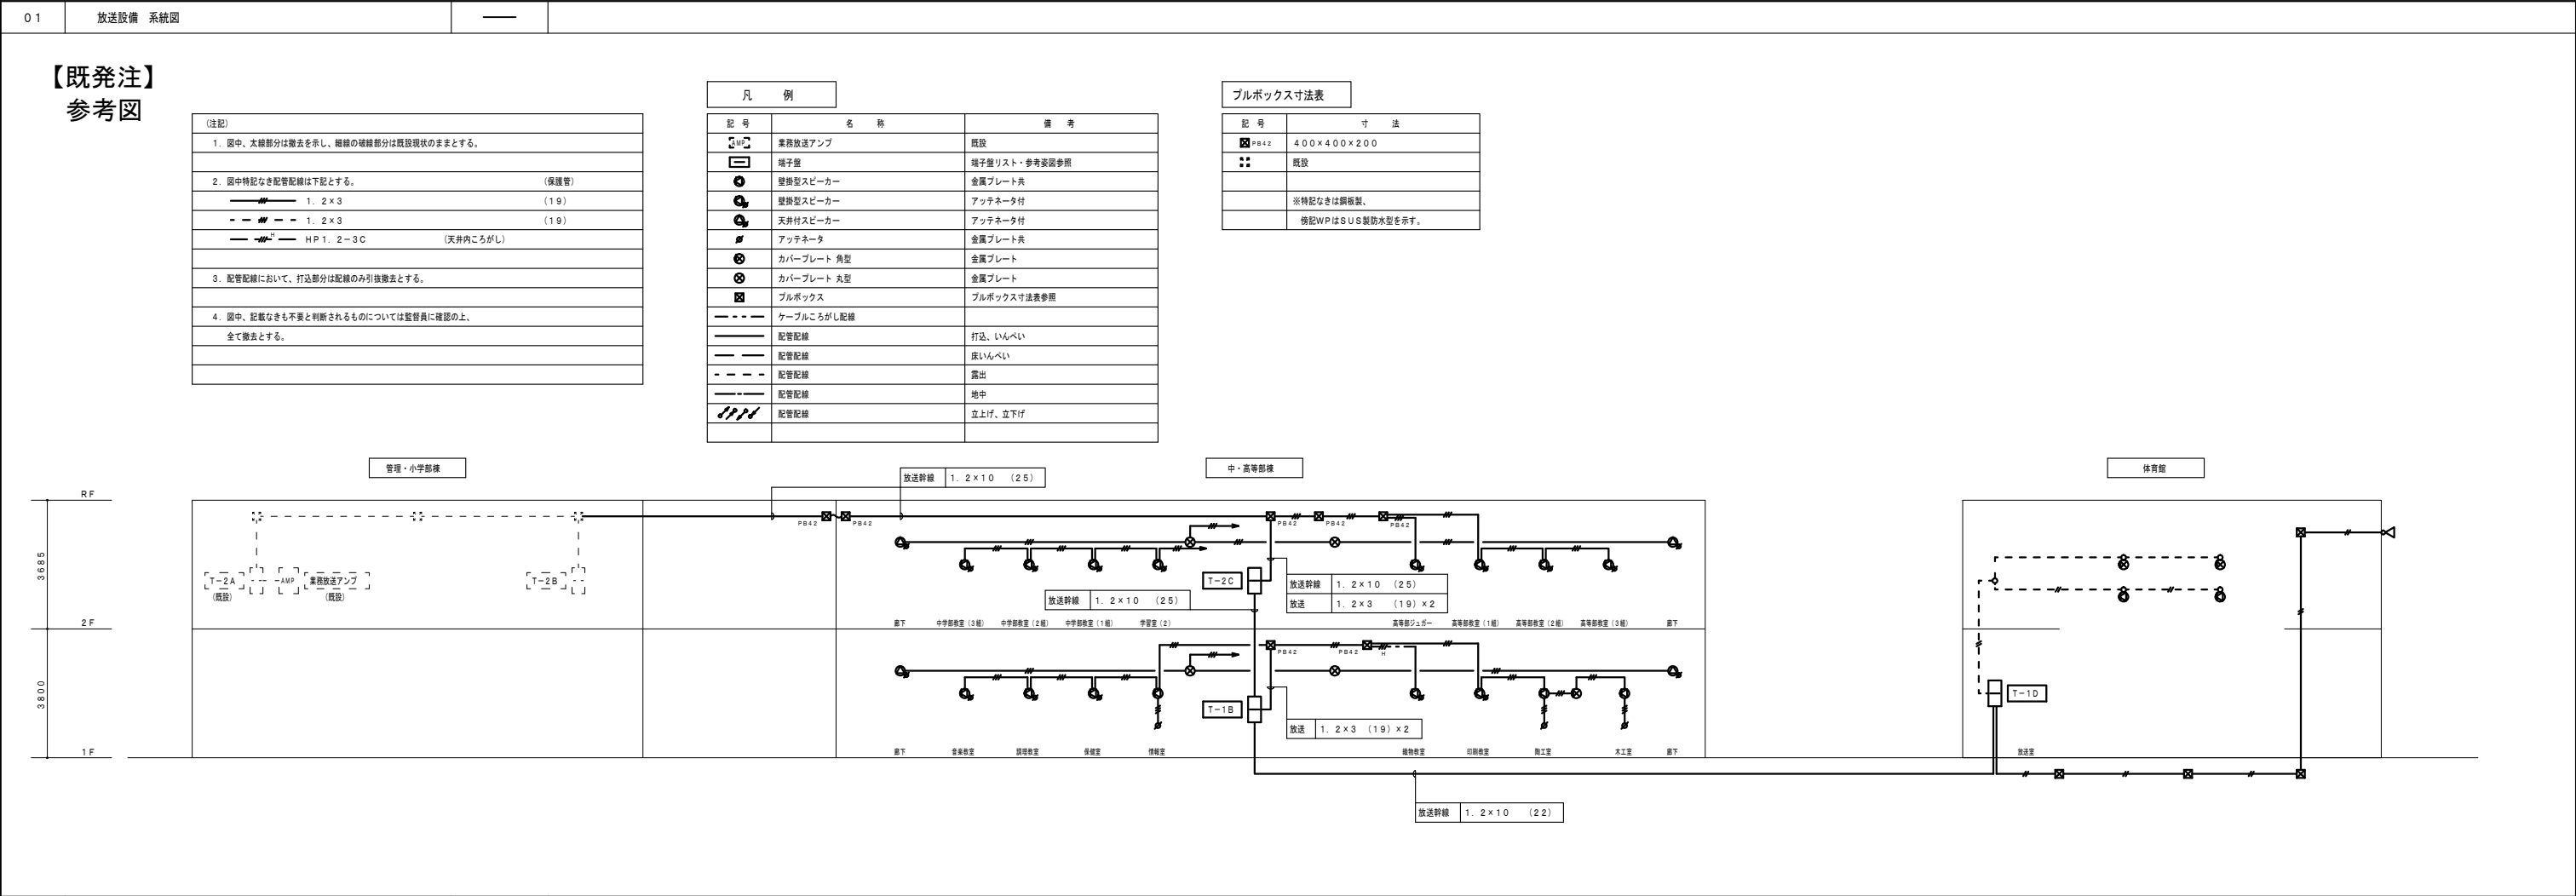 01 放送設備 系統図
【既発注】
参考図
(注記)
1. 図中、太線部分は撤去を示し、細線の破線部分は既設現状のままとする。
2. 図中特記なき配管配線は下記とする。 (保護管)
1. 2×3 (19)
1. 2×3 (19)
H HP1. 2-3C (天井内ころがし)
3. 配管配線において、打込部分は配線のみ引抜撤去とする。
4. 図中、記載なきも不要と判断されるものについては監督員に確認の上、
全て撤去とする。
凡 例
記 号 名 称 備 考
AMP 業務放送アンプ 既設
端子盤 端子盤リスト・参考姿図参照
壁掛型スピーカー 金属プレート共
壁掛型スピーカー アッテネータ付
天井付スピーカー アッテネータ付
アッテネータ 金属プレート共
カバープレート 角型 金属プレート
カバープレート 丸型 金属プレート
プルボックス プルボックス寸法表参照
ケーブルころがし配線
配管配線 打込、いんぺい
配管配線 床いんぺい
配管配線 露出
配管配線 地中
配管配線 立上げ、立下げ
プルボックス寸法表
記 号 寸 法
PB42 400×400×200
既設
※特記なきは鋼板製、
傍記WPはSUS製防水型を示す。
管理・小学部棟
中・高等部棟
体育館
放送幹線 1. 2×10 (25)
RF
3685
2F
3800
1F
PB42 PB42 PB42 PB42 PB42
T-2A
(既設)
AMP
業務放送アンプ
(既設)
T-2B
T-2C
放送幹線 1. 2×10 (25)
放送 1. 2×3 (19)×2
放送幹線 1. 2×10 (25)
廊下 中学部教室(3組) 中学部教室(2組) 中学部教室(1組) 学習室(2) 高等部ジュガー 高等部教室(1組) 高等部教室(2組) 高等部教室(3組) 廊下
PB42 PB42 H
T-1B
T-1D
放送 1. 2×3 (19)×2
廊下 音楽教室 調理教室 保健室 情報室 織物教室 印刷教室 陶工室 木工室 廊下 放送室
放送幹線 1. 2×10 (22)